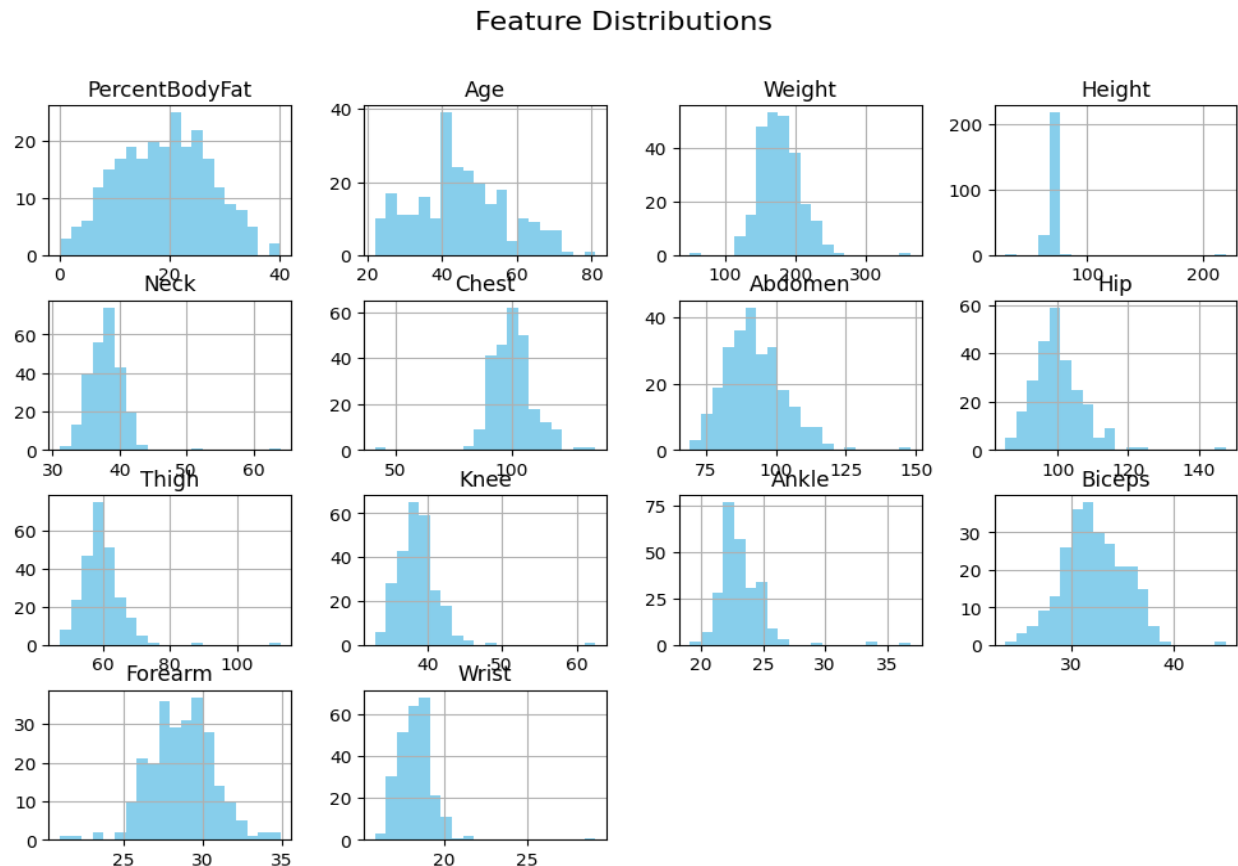 Feature Distributions
PercentBodyFat Age Weight Height
20 40 40 200
10 20 20 100
0 0 0 0
0 20 40 20 40 60 80 100 200 300 100 200
Neck Chest Abdomen Hip
60 60 40 60
40 40 20 40
20 20 20
0 0 0 0
30 40 50 60 50 100 75 100 125 150 100 120 140
Thigh Knee Ankle Biceps
60 60 75 30
40 40 50 20
20 20 25 10
0 0 0 0
60 80 100 40 50 60 20 25 30 35 30 40
Forearm Wrist
30 60
20 40
10 20
0 0
25 30 35 20 25